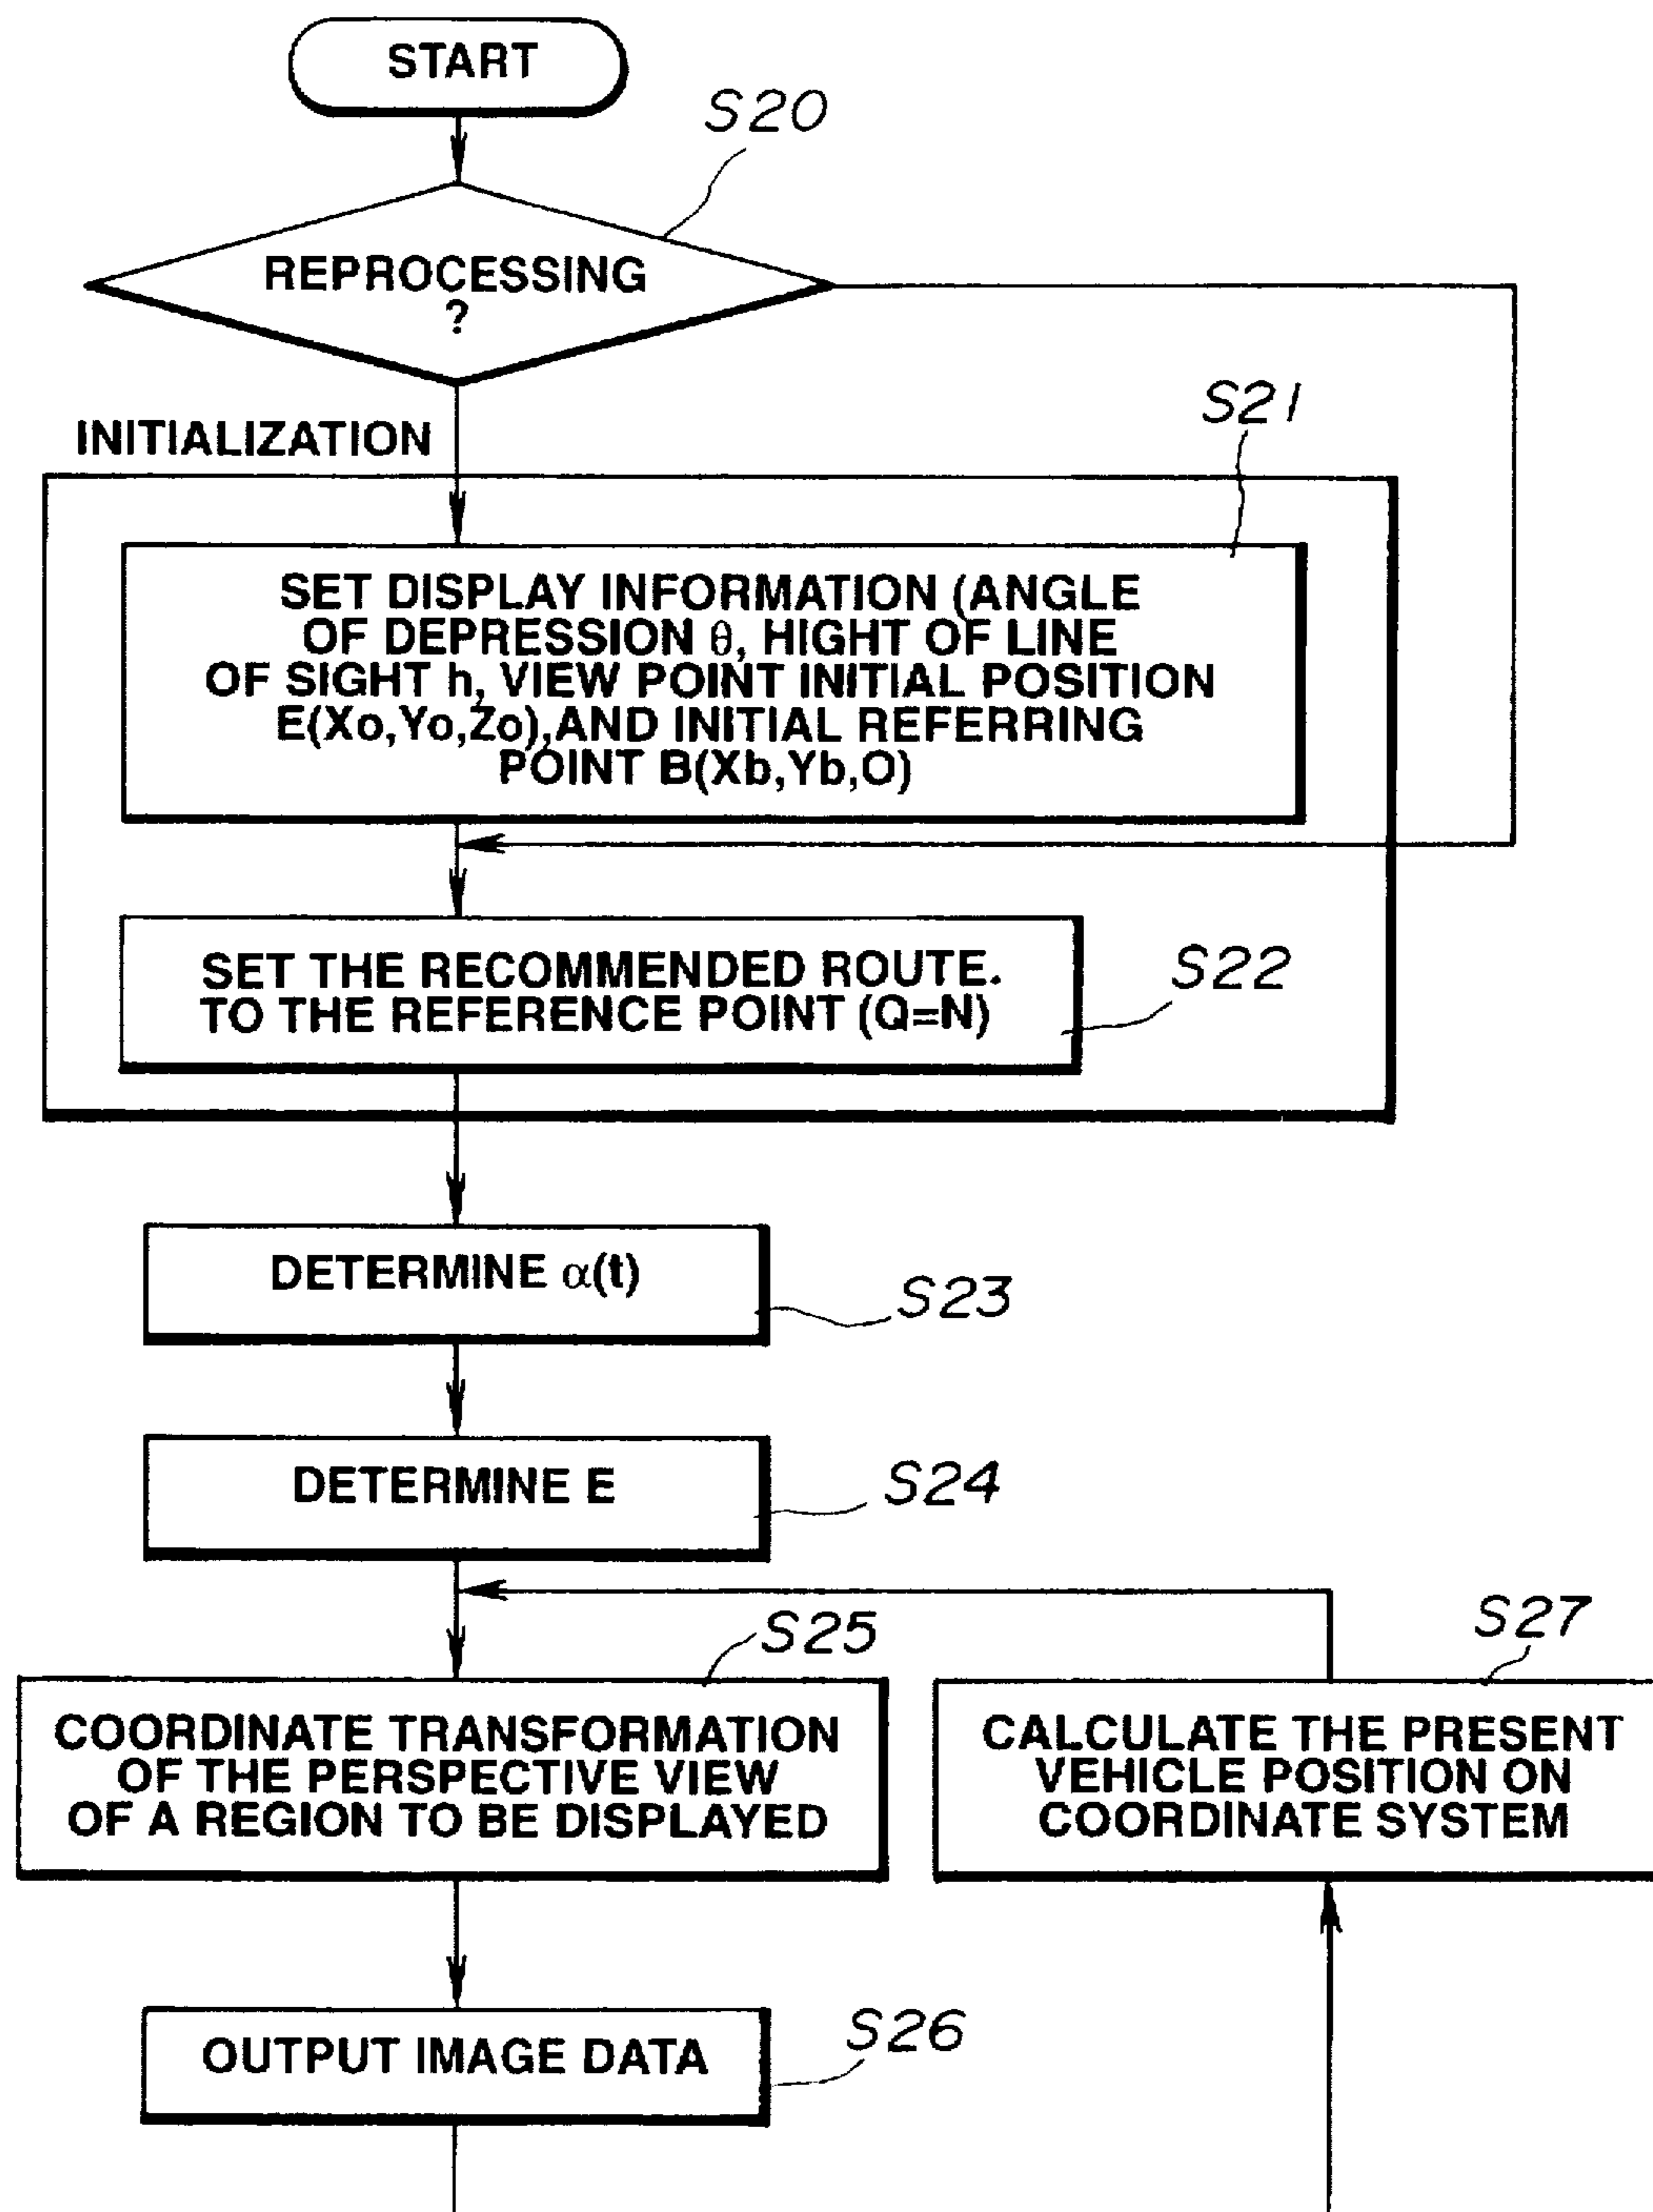 START
S20
REPROCESSING
?
S21
INITIALIZATION
SET DISPLAY INFORMATION (ANGLE
OF DEPRESSION θ, HIGHT OF LINE
OF SIGHT h, VIEW POINT INITIAL POSITION
E(Xo,Yo,Zo),AND INITIAL REFERRING
POINT B(Xb,Yb,O)
SET THE RECOMMENDED ROUTE.
TO THE REFERENCE POINT (Q=N)
S22
DETERMINE α(t)
S23
DETERMINE E
S24
S25
COORDINATE TRANSFORMATION
OF THE PERSPECTIVE VIEW
OF A REGION TO BE DISPLAYED
S27
CALCULATE THE PRESENT
VEHICLE POSITION ON
COORDINATE SYSTEM
OUTPUT IMAGE DATA
S26